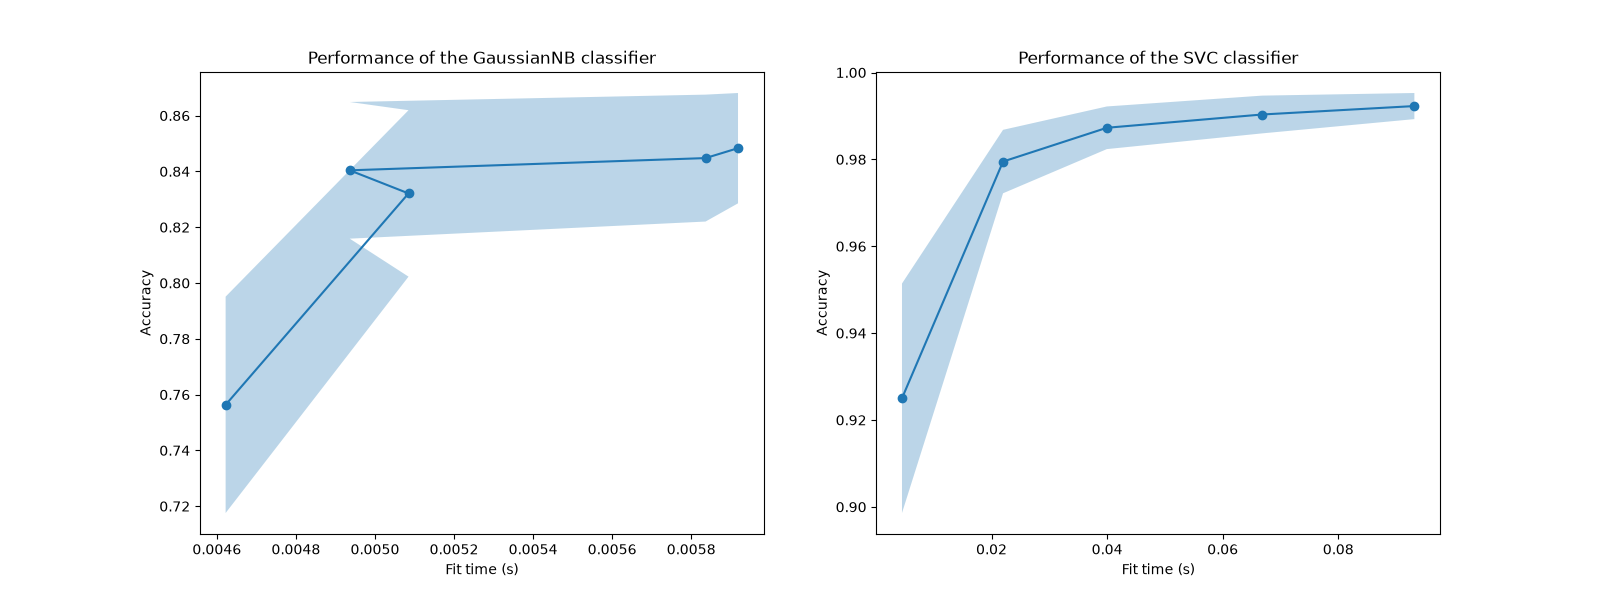 Performance of the GaussianNB classifier
Accuracy
0.86
0.84
0.82
0.80
0.78
0.76
0.74
0.72
0.0046 0.0048 0.0050 0.0052 0.0054 0.0056 0.0058
Fit time (s)
Performance of the SVC classifier
Accuracy
1.00
0.98
0.96
0.94
0.92
0.90
0.02 0.04 0.06 0.08
Fit time (s)